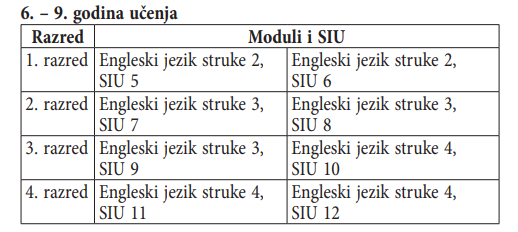 6. – 9. godina učenja
Razred Moduli i SIU
1. razred Engleski jezik struke 2, Engleski jezik struke 2,
SIU 5 SIU 6
2. razred Engleski jezik struke 3, Engleski jezik struke 3,
SIU 7 SIU 8
3. razred Engleski jezik struke 3, Engleski jezik struke 4,
SIU 9 SIU 10
4. razred Engleski jezik struke 4, Engleski jezik struke 4,
SIU 11 SIU 12